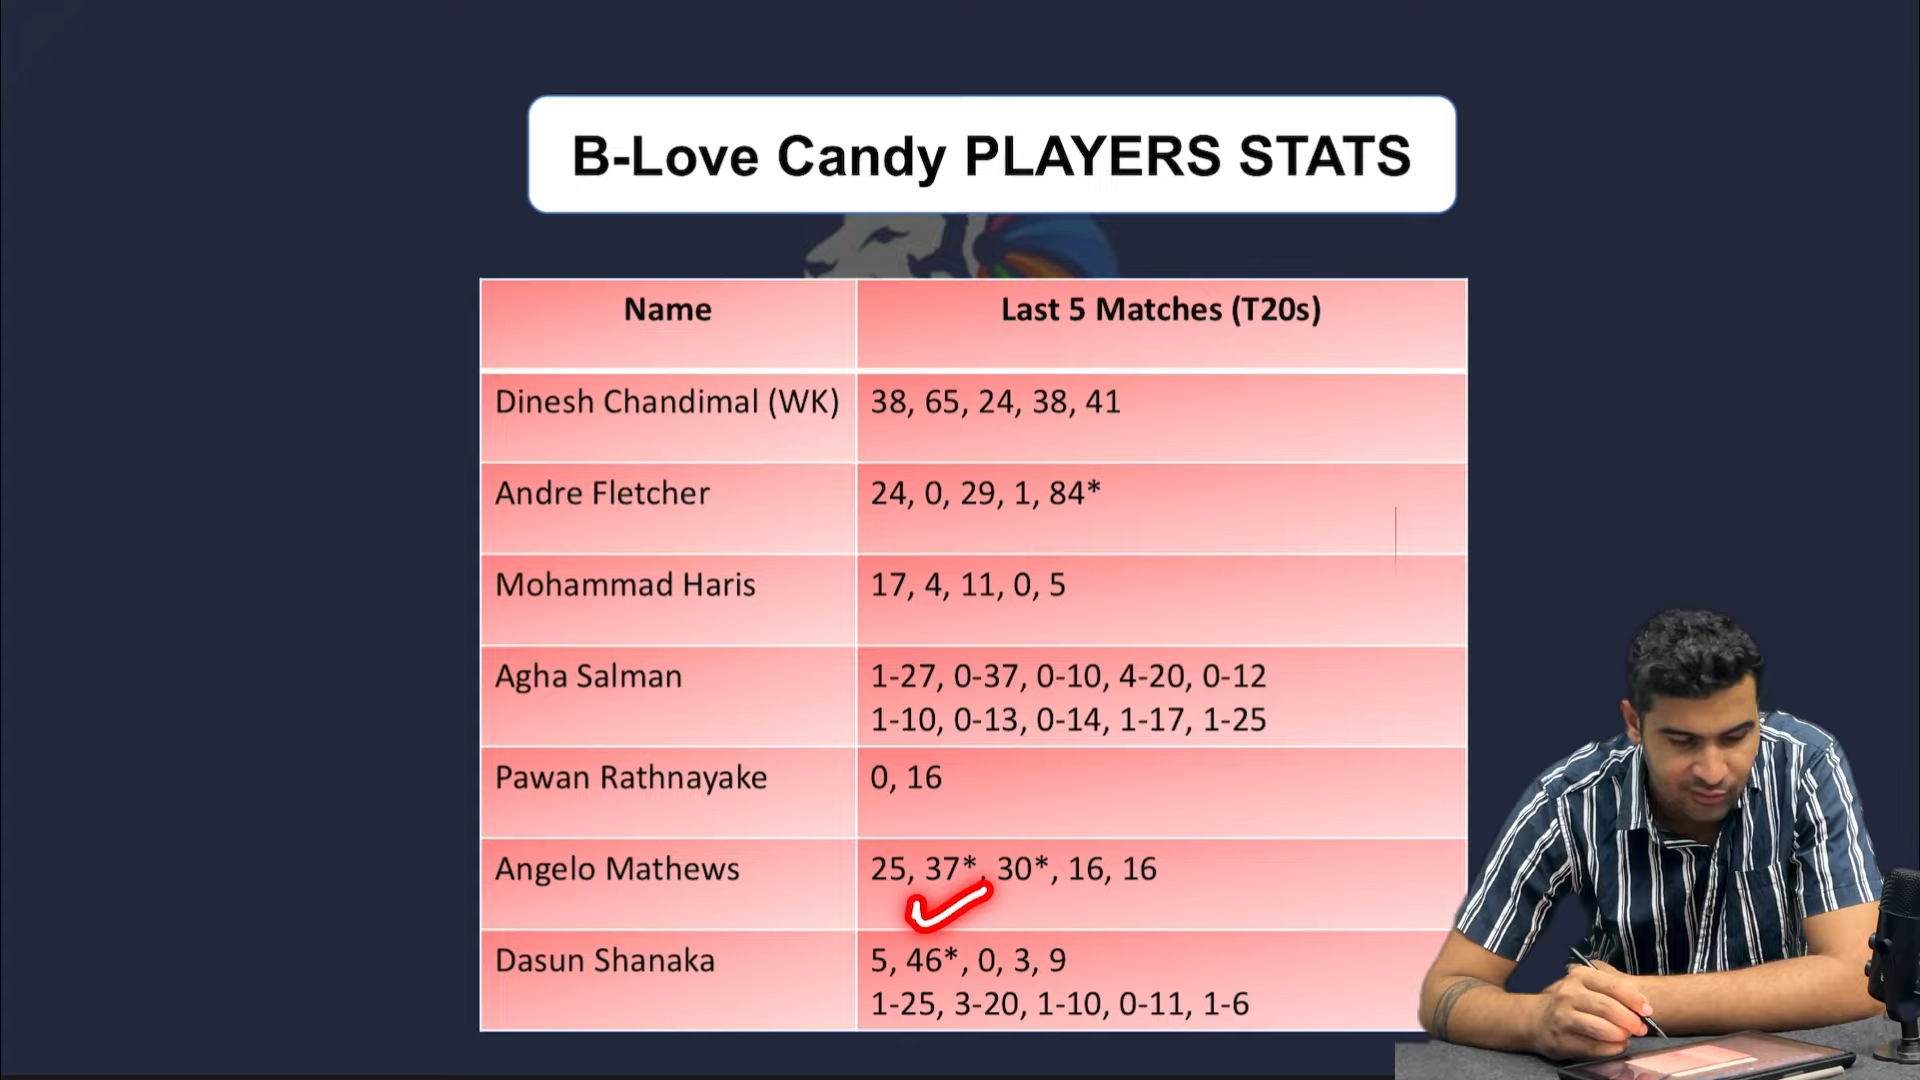 B-Love Candy PLAYERS STATS
Name Last 5 Matches (T20s)
Dinesh Chandimal (WK) 38, 65, 24, 38, 41
Andre Fletcher 24, 0, 29, 1, 84*
Mohammad Haris 17, 4, 11, 0, 5
Agha Salman 1-27, 0-37, 0-10, 4-20, 0-12
1-10, 0-13, 0-14, 1-17, 1-25
Pawan Rathnayake 0, 16
Angelo Mathews 25, 37*, 30*, 16, 16
Dasun Shanaka 5, 46*, 0, 3, 9
1-25, 3-20, 1-10, 0-11, 1-6